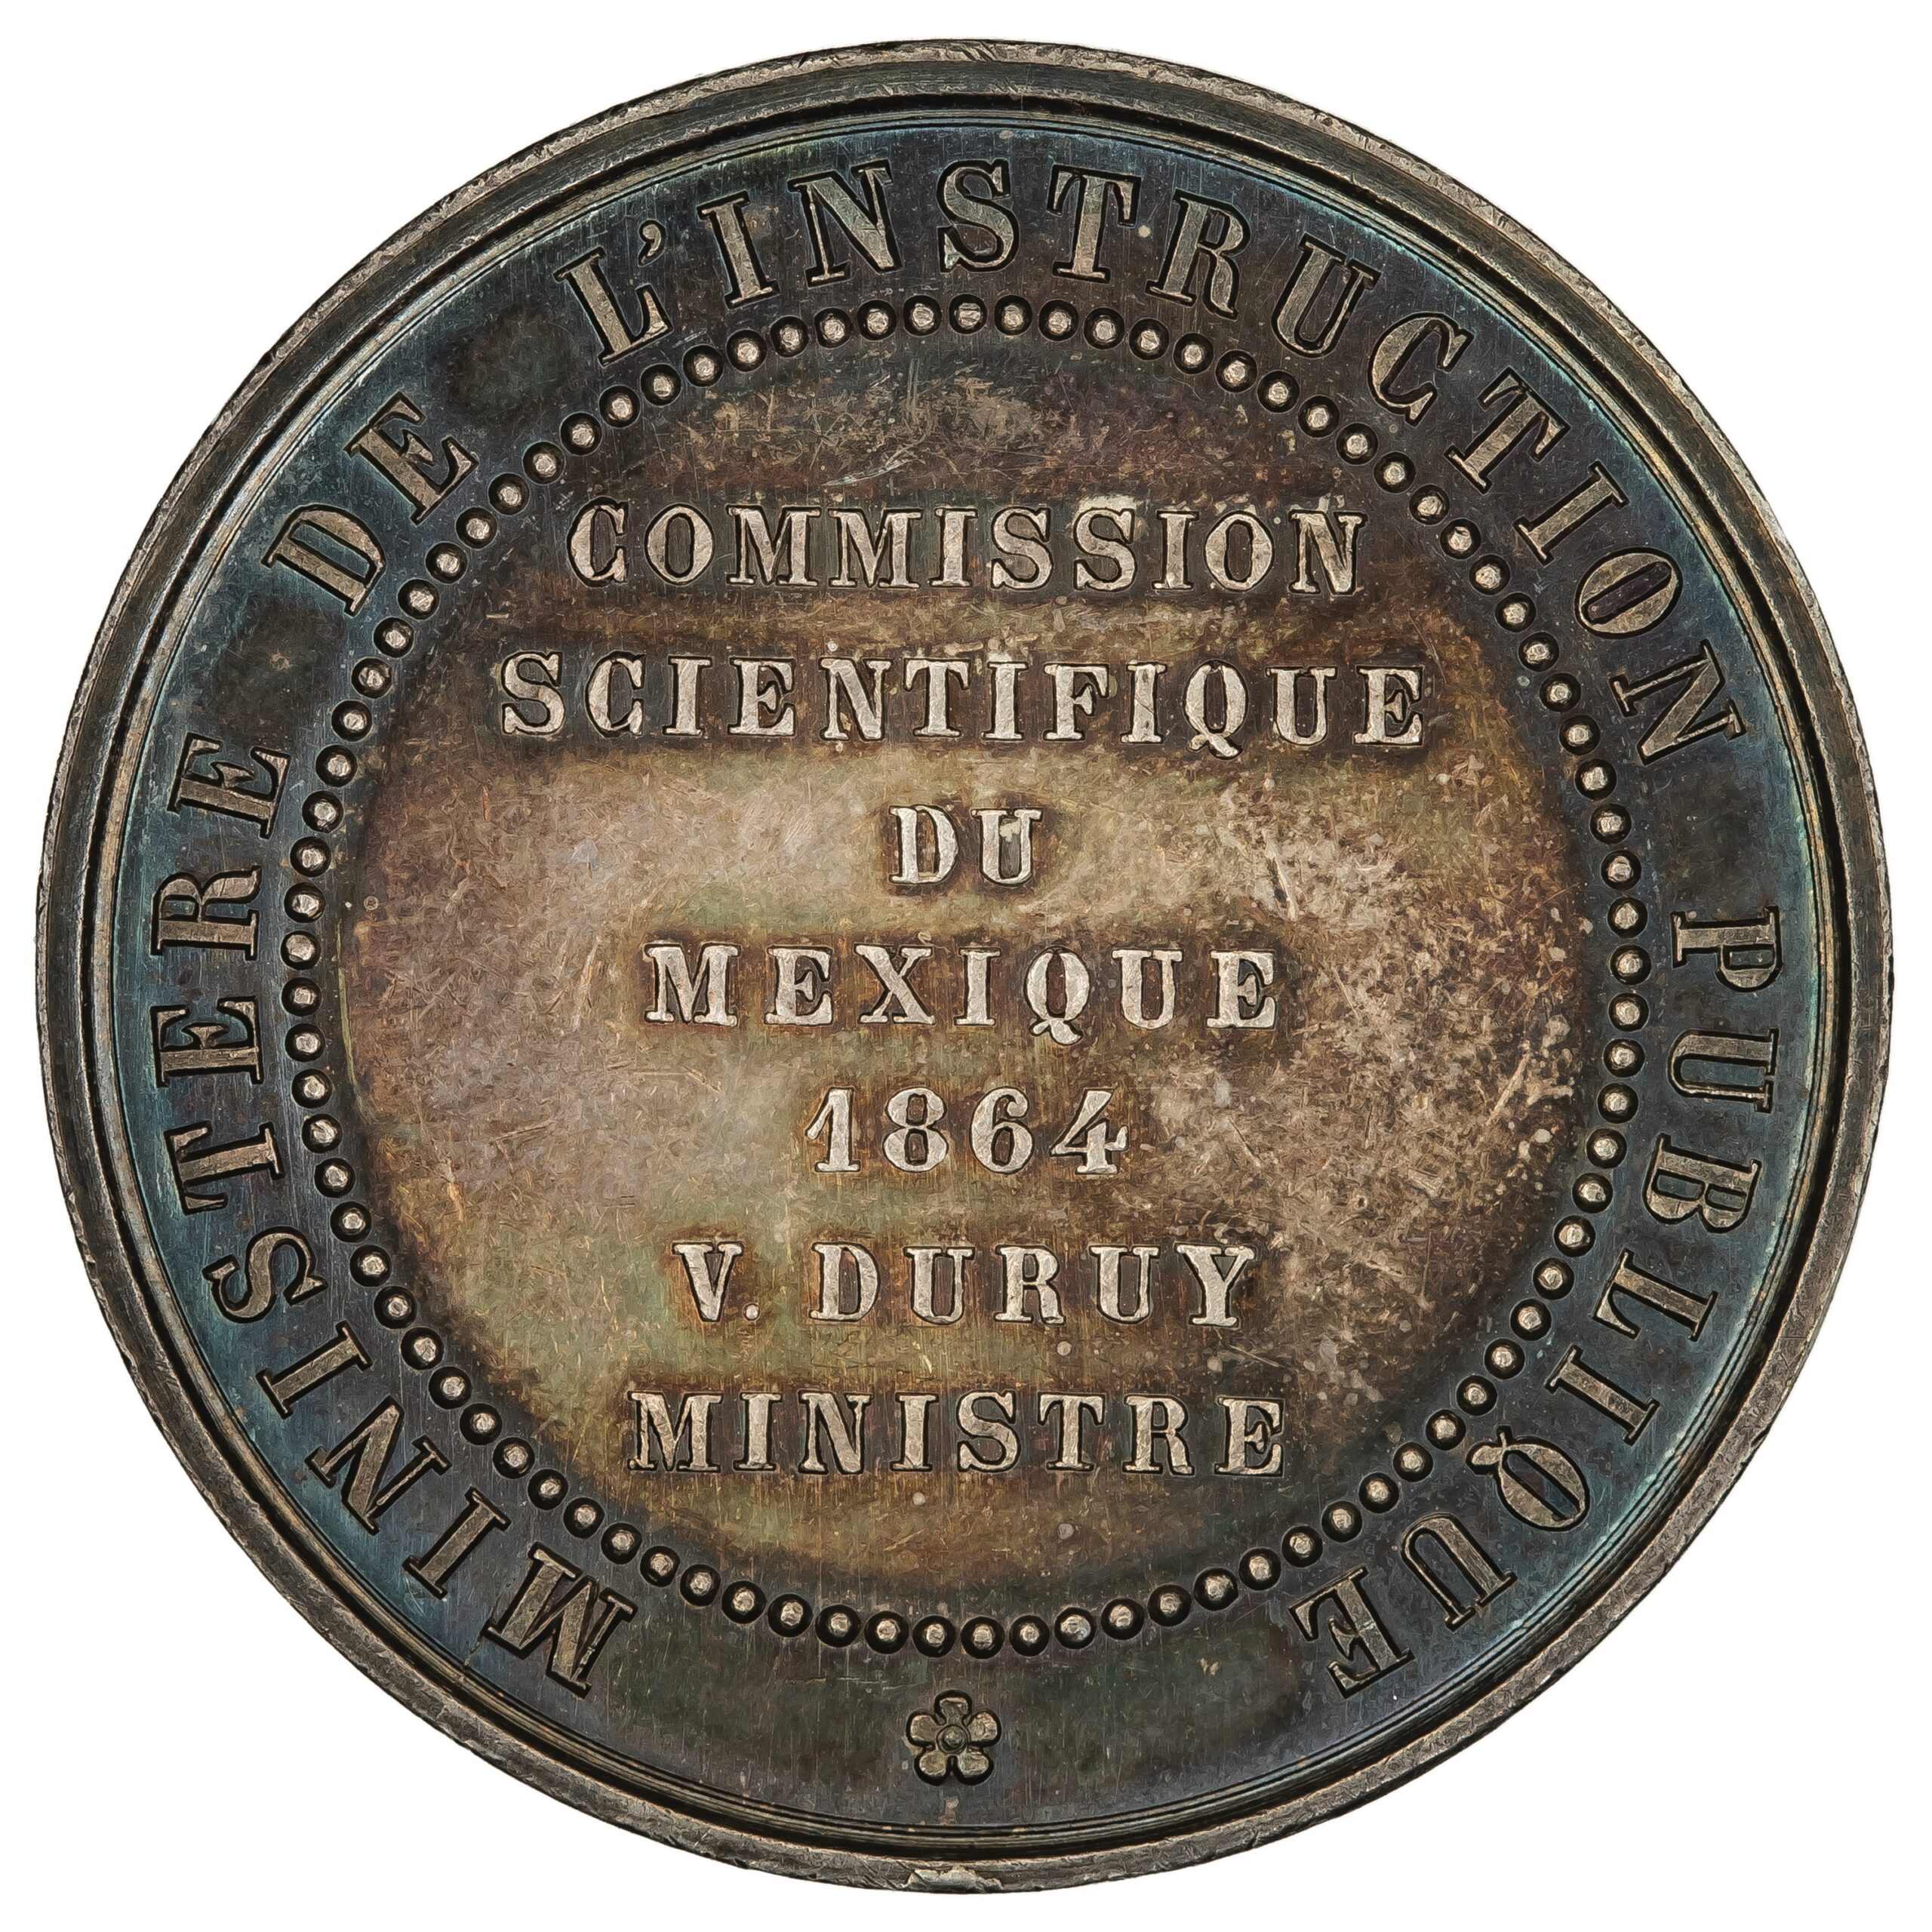 MINISTERE DE L'INSTRUCTION PUBLIQUE
COMMISSION
SCIENTIFIQUE
DU
MEXIQUE
1864
V. DURUY
MINISTRE